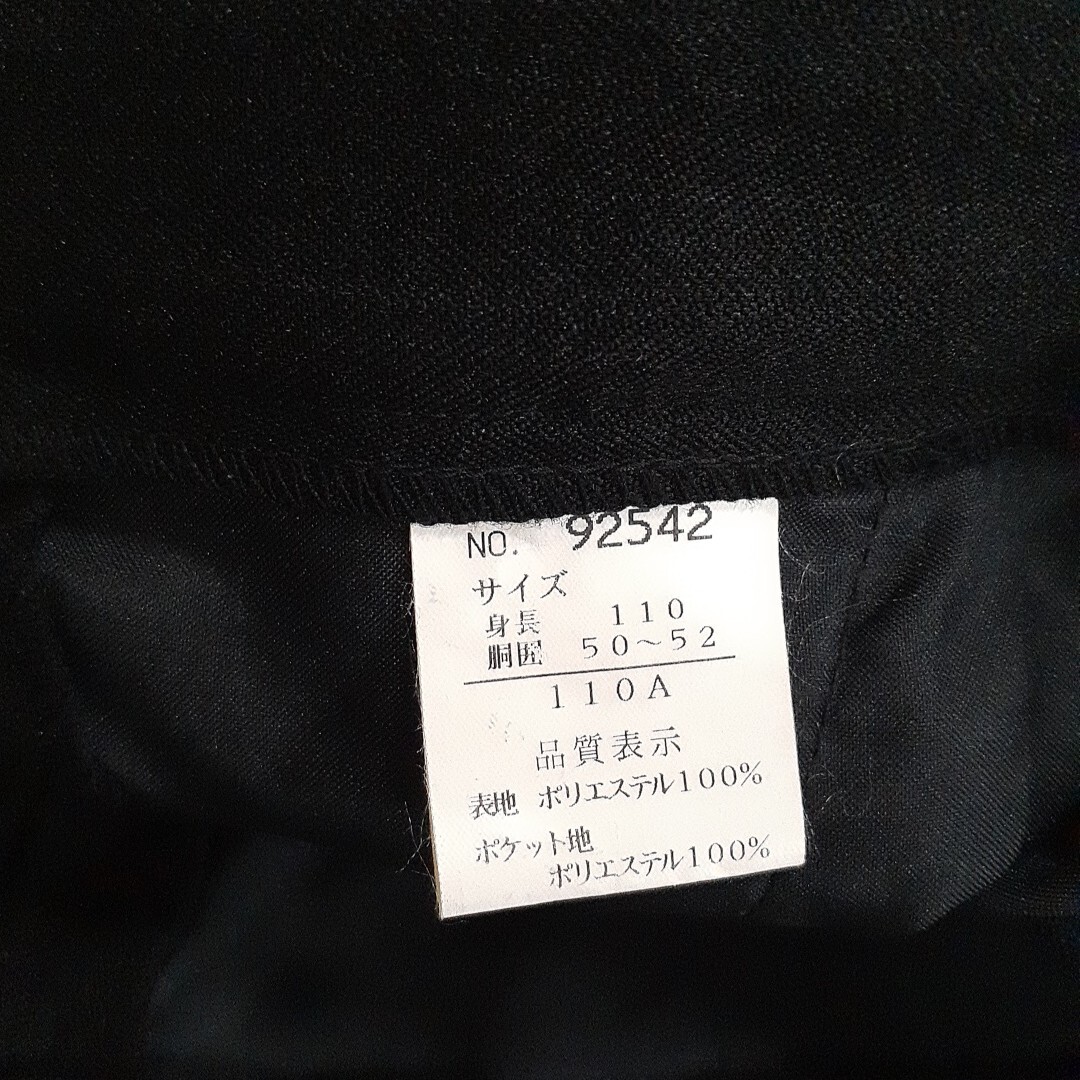 NO. 92542
サイズ
身長 110
胴囲 50～52
110A
品質表示
表地 ポリエステル100%
ポケット地
ポリエステル100%